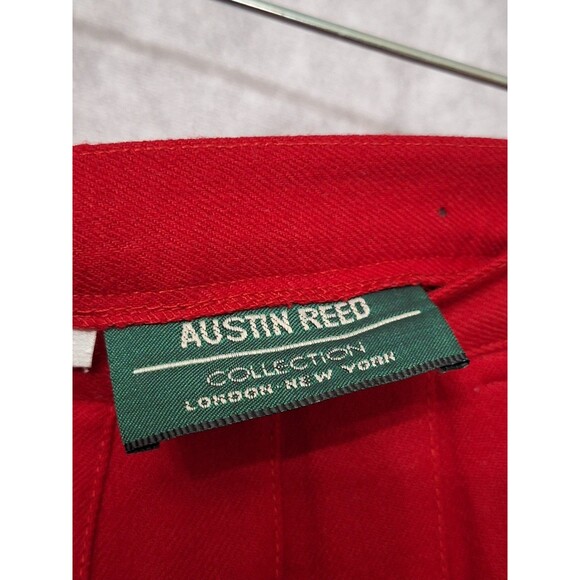 AUSTIN REED
COLLECTION
LONDON · NEW YORK